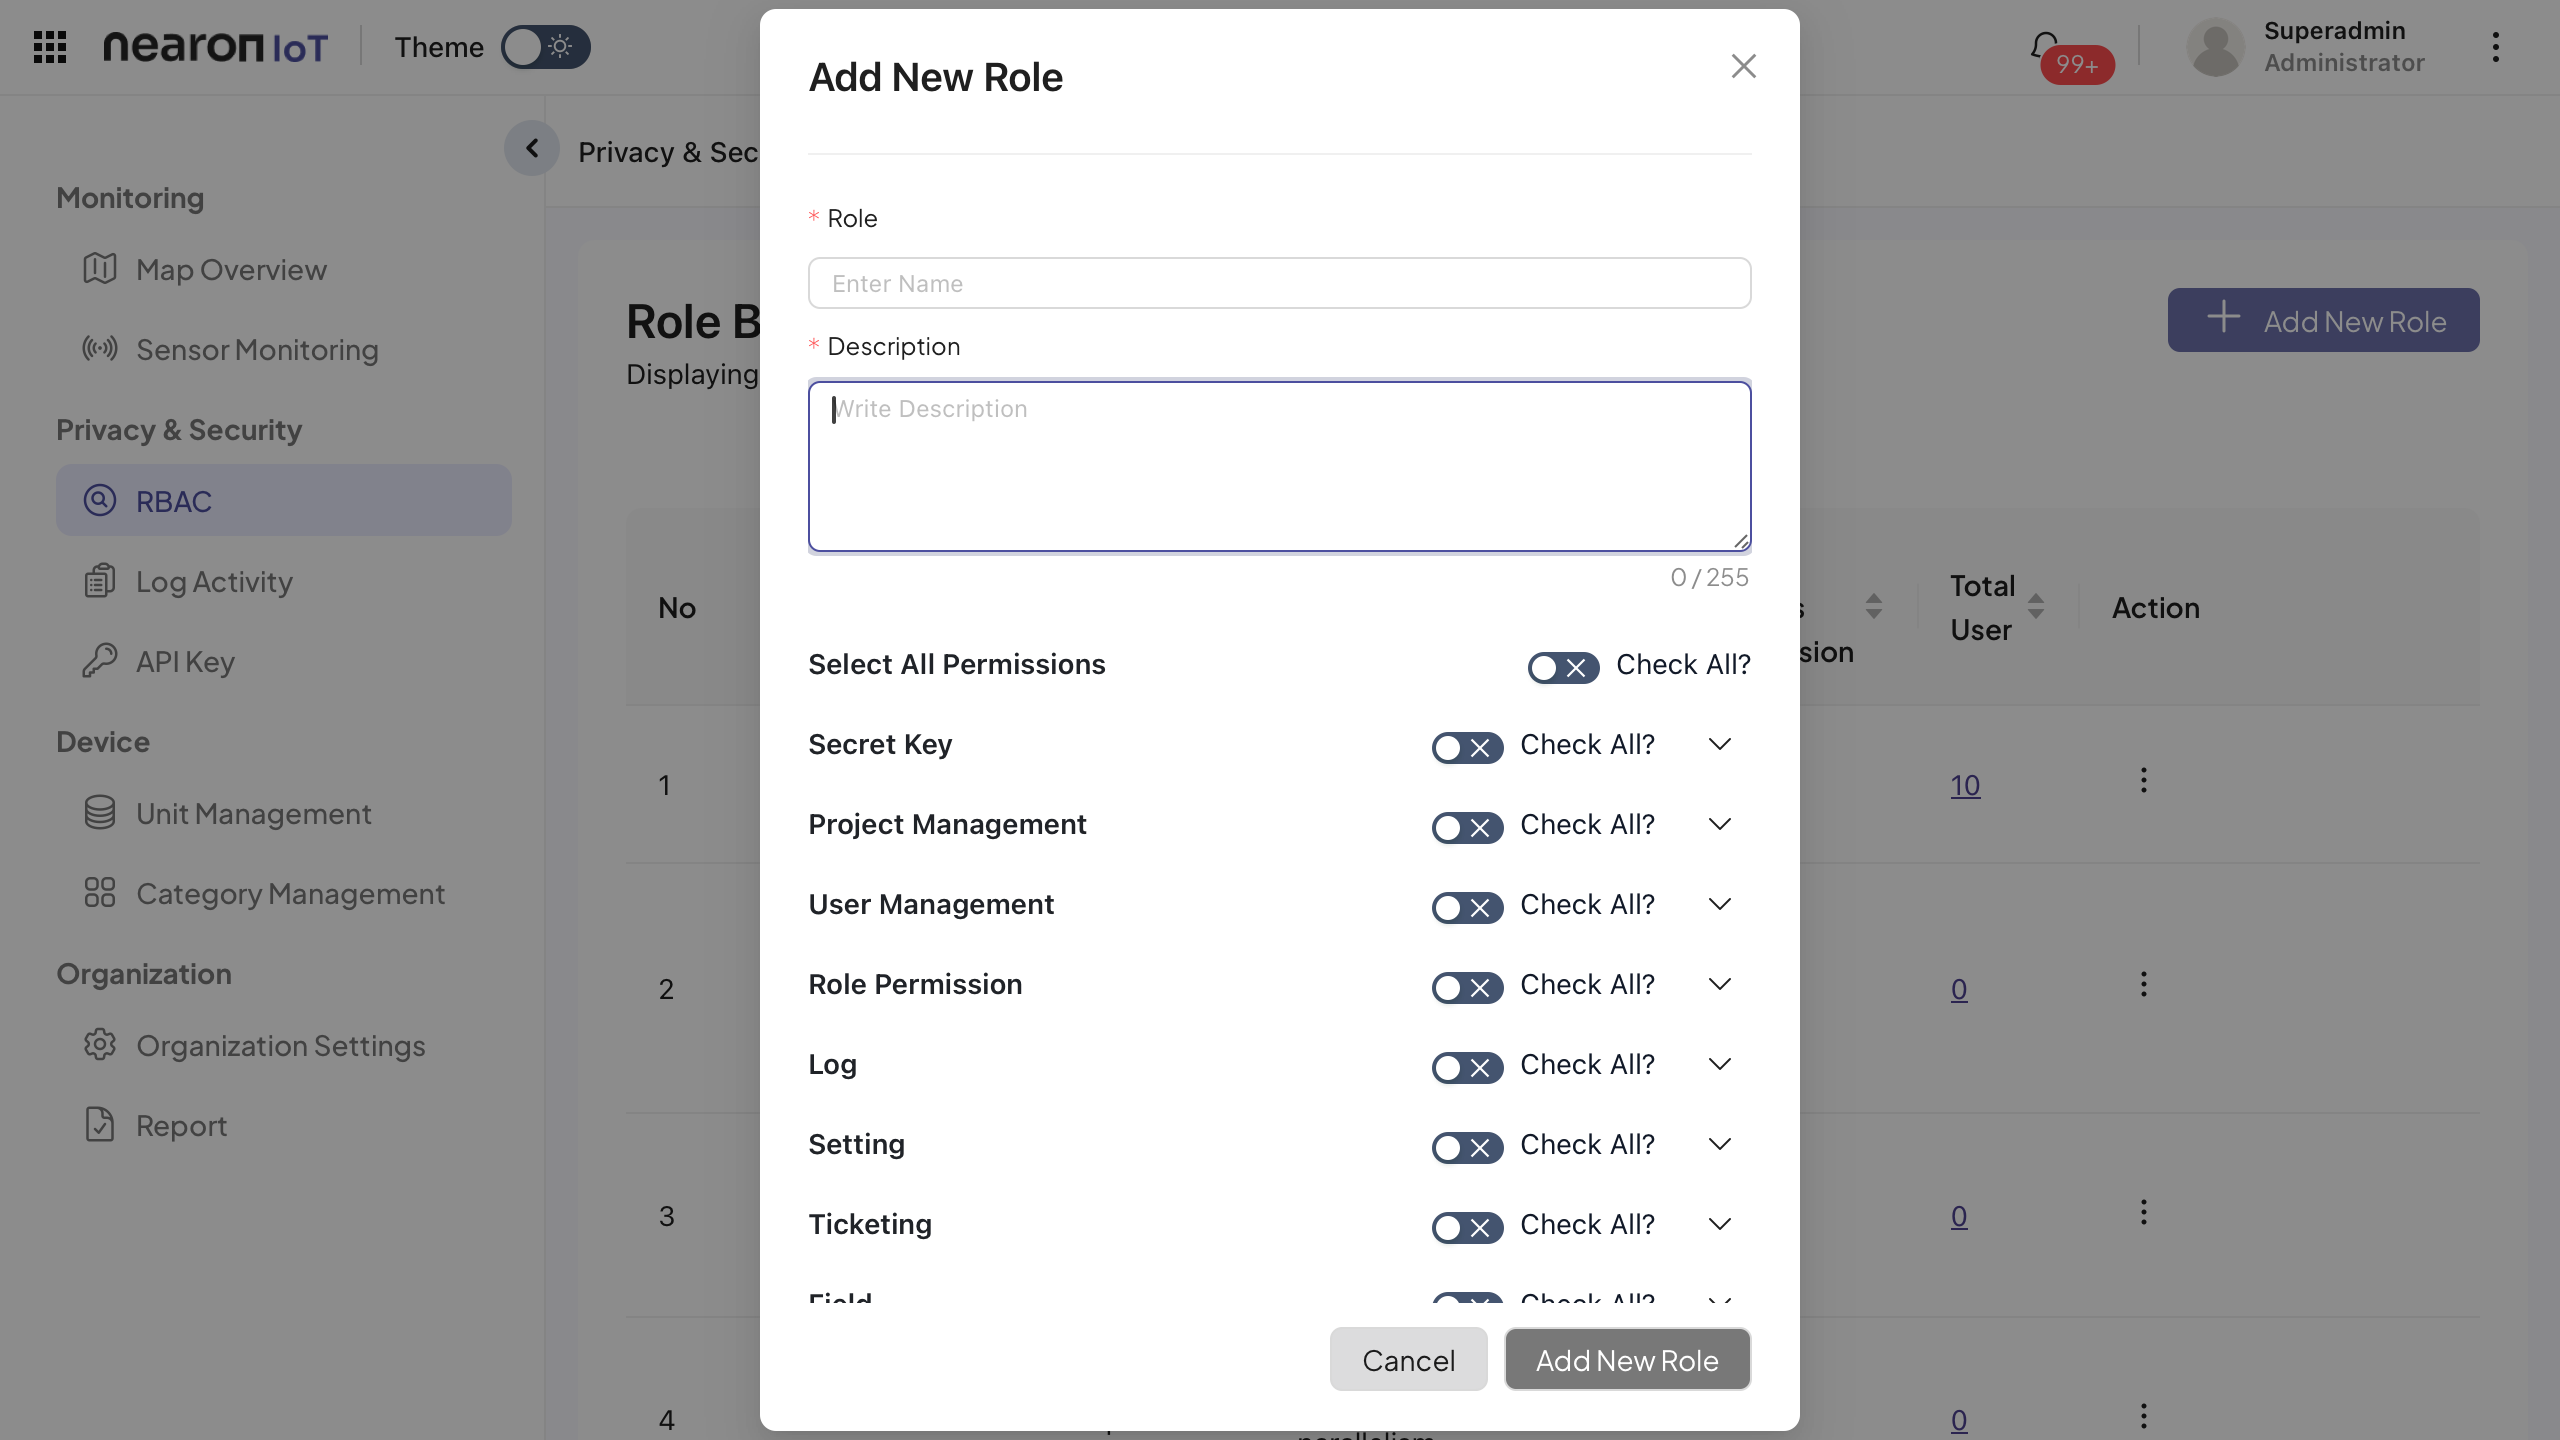 nearon IoT
Theme
99+
Superadmin
Administrator
Monitoring
Map Overview
Sensor Monitoring
Privacy & Security
RBAC
Log Activity
API Key
Device
Unit Management
Category Management
Organization
Organization Settings
Report
Privacy & Sec
Role B
Displaying
Add New Role
No
Total
User
Action
sion
1
10
2
0
3
0
4
0
Add New Role
* Role
Enter Name
* Description
Write Description
0 / 255
Select All Permissions Check All?
Secret Key Check All?
Project Management Check All?
User Management Check All?
Role Permission Check All?
Log Check All?
Setting Check All?
Ticketing Check All?
Field Check All?
Cancel
Add New Role